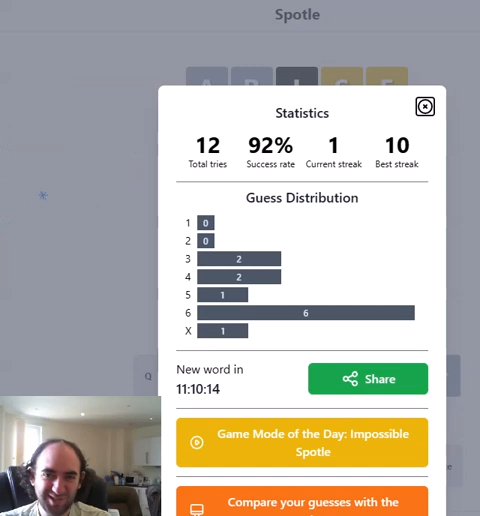 Spotle
Statistics
12 92% 1 10
Total tries Success rate Current streak Best streak
Guess Distribution
1 0
2 0
3 2
4 2
5 1
6 6
X 1
New word in
11:10:14
Share
Game Mode of the Day: Impossible
Spotle
Compare your guesses with the
Q